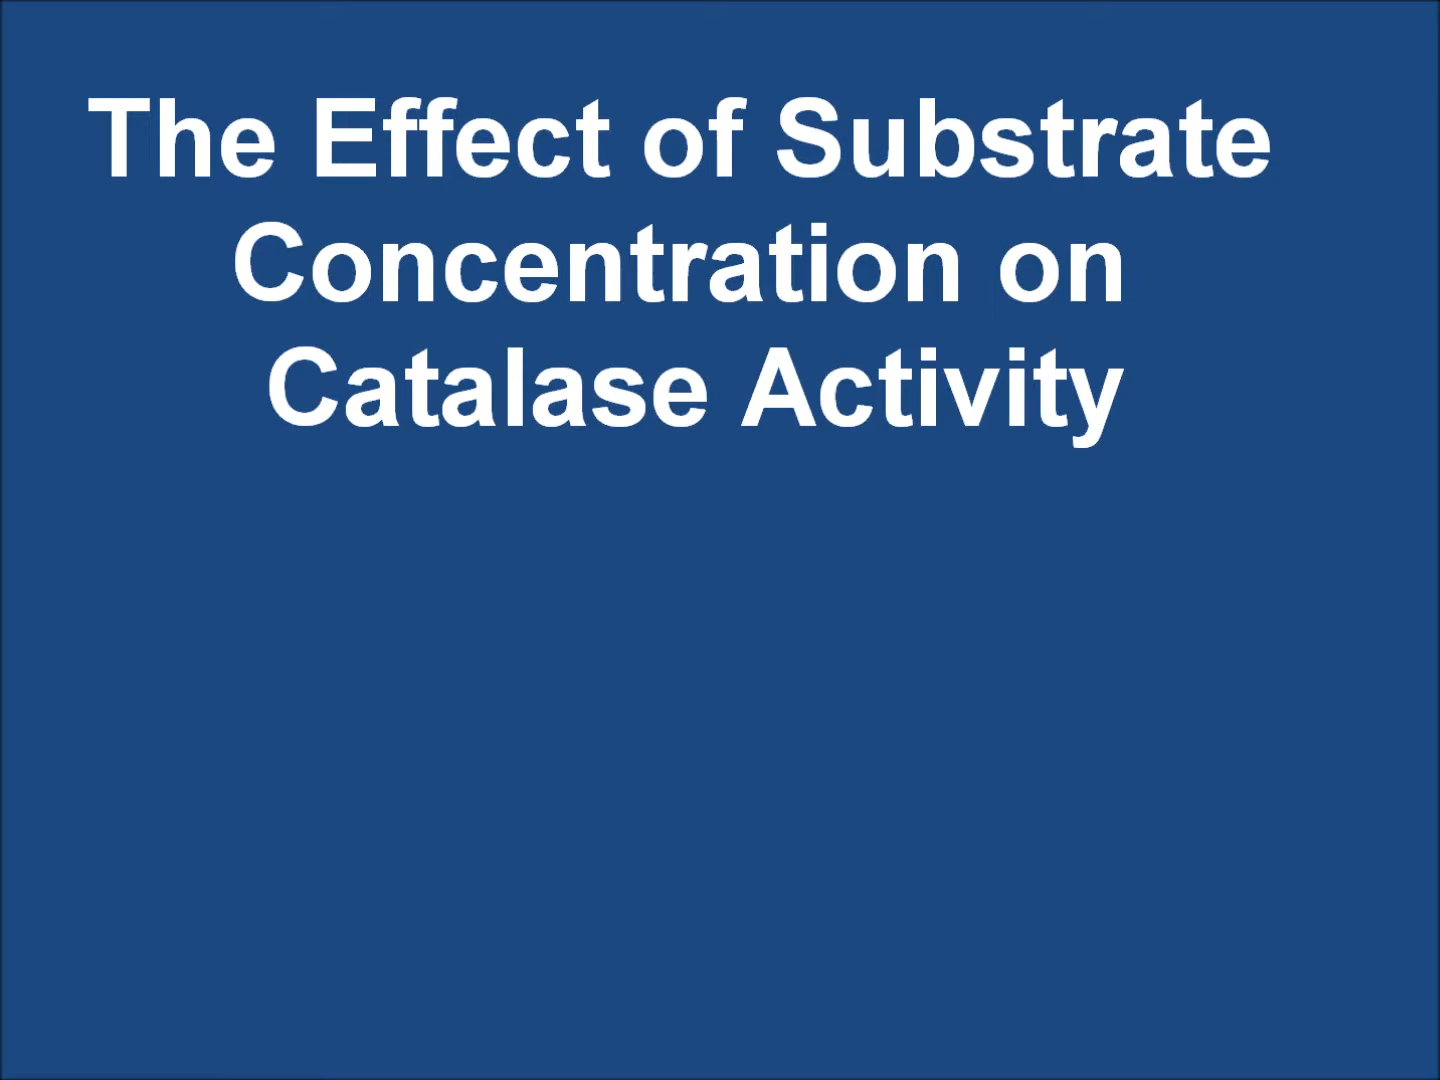 The Effect of Substrate
Concentration on
Catalase Activity